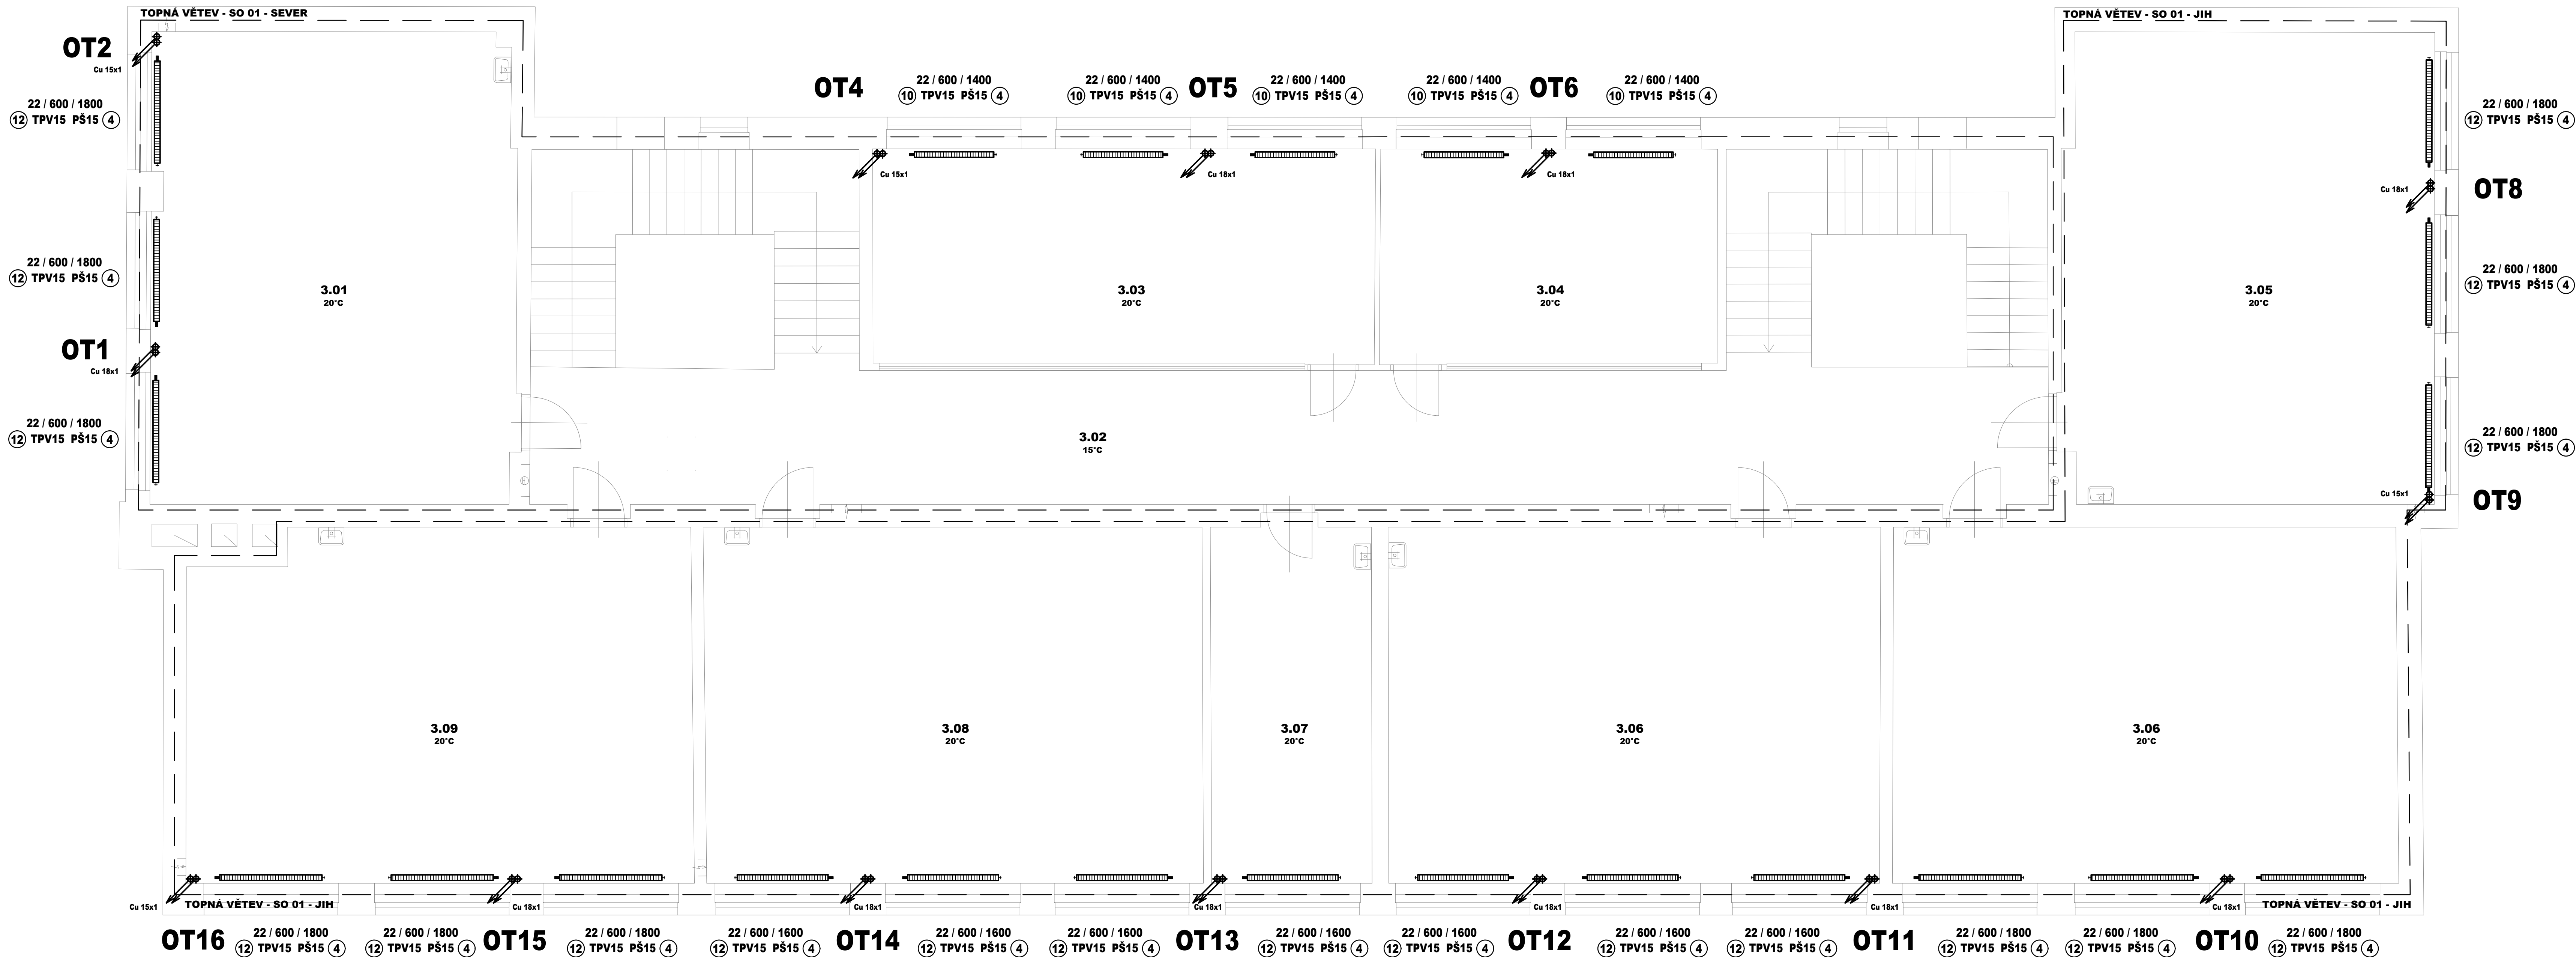 TOPNÁ VĚTEV - SO 01 - SEVER
TOPNÁ VĚTEV - SO 01 - JIH
OT2
Cu 15x1
22 / 600 / 1800
12 TPV15 PŠ15 4
22 / 600 / 1800
12 TPV15 PŠ15 4
OT1
Cu 18x1
22 / 600 / 1800
12 TPV15 PŠ15 4
3.01
20°C
OT4
22 / 600 / 1400
10 TPV15 PŠ15 4
Cu 15x1
22 / 600 / 1400
10 TPV15 PŠ15 4
OT5
Cu 18x1
22 / 600 / 1400
10 TPV15 PŠ15 4
22 / 600 / 1400
10 TPV15 PŠ15 4
OT6
Cu 18x1
22 / 600 / 1400
10 TPV15 PŠ15 4
3.03
20°C
3.04
20°C
3.02
15°C
3.05
20°C
22 / 600 / 1800
12 TPV15 PŠ15 4
Cu 18x1
OT8
22 / 600 / 1800
12 TPV15 PŠ15 4
22 / 600 / 1800
12 TPV15 PŠ15 4
Cu 15x1
OT9
3.09
20°C
3.08
20°C
3.07
20°C
3.06
20°C
3.06
20°C
Cu 15x1
TOPNÁ VĚTEV - SO 01 - JIH
Cu 18x1
Cu 18x1
Cu 18x1
Cu 18x1
Cu 18x1
Cu 18x1
TOPNÁ VĚTEV - SO 01 - JIH
OT16
22 / 600 / 1800
12 TPV15 PŠ15 4
22 / 600 / 1800
12 TPV15 PŠ15 4
OT15
22 / 600 / 1800
12 TPV15 PŠ15 4
22 / 600 / 1600
12 TPV15 PŠ15 4
OT14
22 / 600 / 1600
12 TPV15 PŠ15 4
22 / 600 / 1600
12 TPV15 PŠ15 4
OT13
22 / 600 / 1600
12 TPV15 PŠ15 4
22 / 600 / 1600
12 TPV15 PŠ15 4
OT12
22 / 600 / 1600
12 TPV15 PŠ15 4
22 / 600 / 1600
12 TPV15 PŠ15 4
OT11
22 / 600 / 1800
12 TPV15 PŠ15 4
22 / 600 / 1800
12 TPV15 PŠ15 4
OT10
22 / 600 / 1800
12 TPV15 PŠ15 4